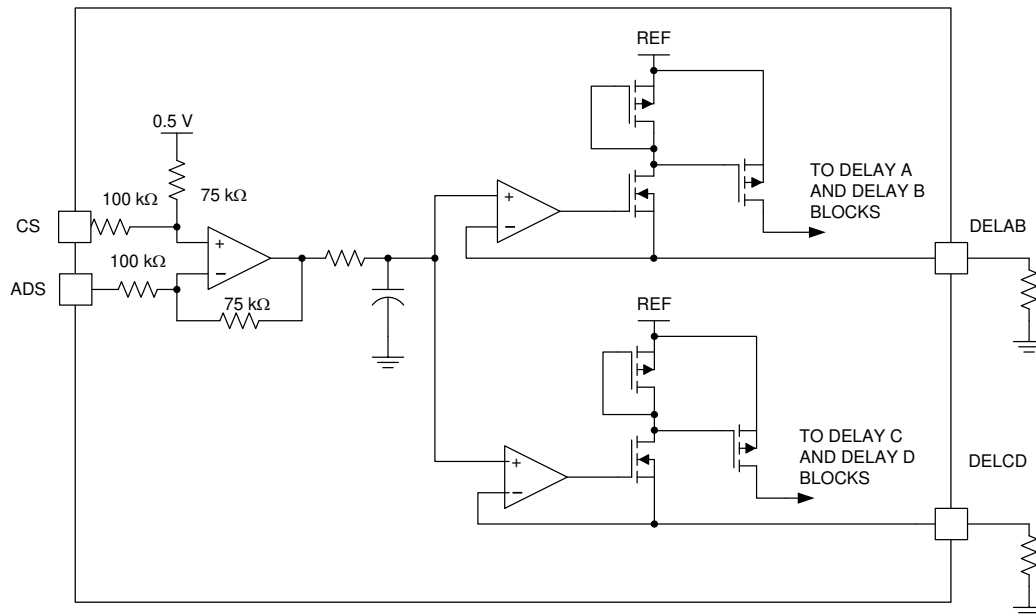 REF
0.5 V
100 kΩ
75 kΩ
TO DELAY A
AND DELAY B
BLOCKS
CS
DELAB
100 kΩ
ADS
75 kΩ
REF
TO DELAY C
AND DELAY D
BLOCKS
DELCD